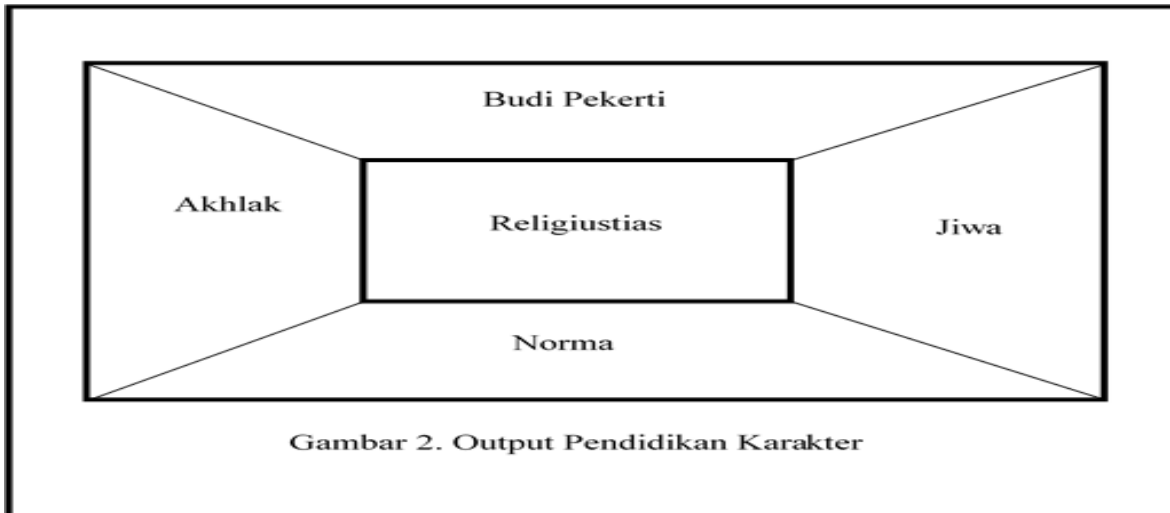 Budi Pekerti
Akhlak
Religiustias
Jiwa
Norma
Gambar 2. Output Pendidikan Karakter